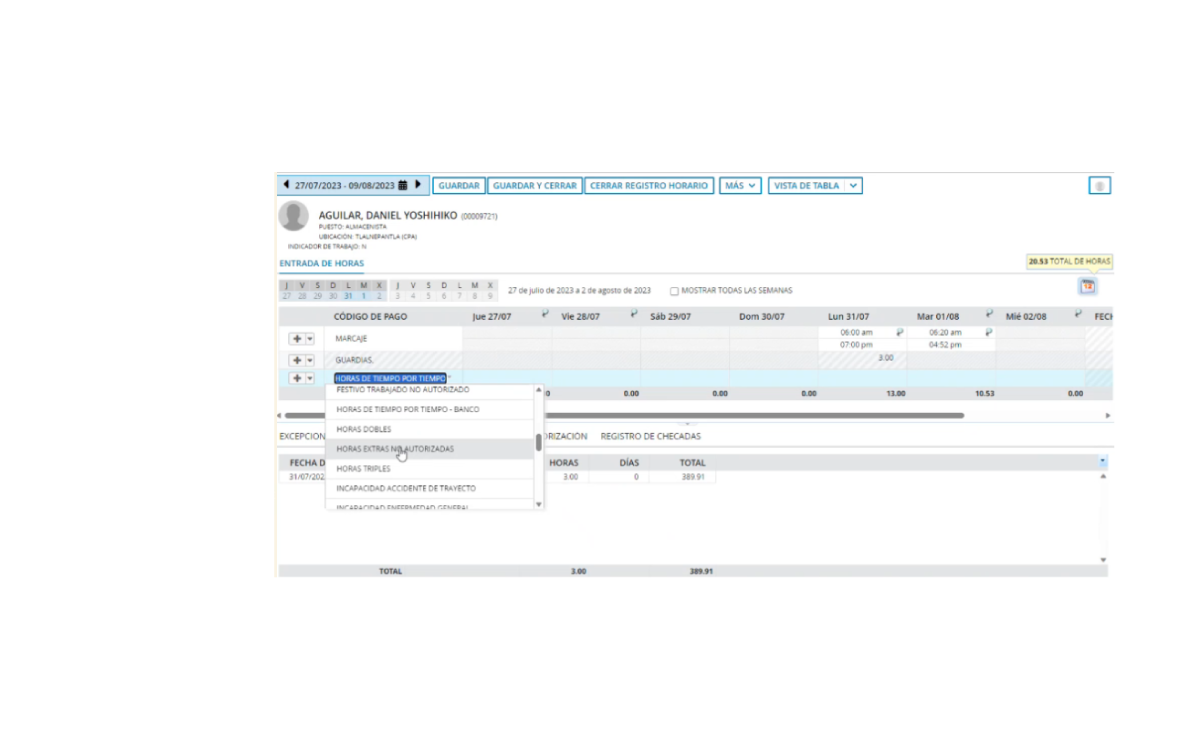 27/07/2023 - 09/08/2023 GUARDAR GUARDAR Y CERRAR CERRAR REGISTRO HORARIO MÁS VISTA DE TABLA
AGUILAR, DANIEL YOSHIHIKO (00009721)
PUESTO: ALMACENISTA
UBICACIÓN: TLALNEPANTLA (CPA)
INDICADOR DE TRABAJO: N
ENTRADA DE HORAS
20.53 TOTAL DE HORAS
J V S D L M X J V S D L M X
27 28 29 30 31 1 2 3 4 5 6 7 8 9
27 de julio de 2023 a 2 de agosto de 2023 MOSTRAR TODAS LAS SEMANAS
12
CÓDIGO DE PAGO Jue 27/07 Vie 28/07 Sáb 29/07 Dom 30/07 Lun 31/07 Mar 01/08 Mié 02/08 FECH
MARCAJE
06:00 am 06:20 am
07:00 pm 04:52 pm
GUARDIAS. 3.00
HORAS DE TIEMPO POR TIEMPO
0 0.00 0.00 0.00 13.00 10.53 0.00
FESTIVO TRABAJADO NO AUTORIZADO
HORAS DE TIEMPO POR TIEMPO - BANCO
HORAS DOBLES
HORAS EXTRAS NO AUTORIZADAS
HORAS TRIPLES
INCAPACIDAD ACCIDENTE DE TRAYECTO
INCAPACIDAD ENFERMEDAD GENERAL
EXCEPCION ORIZACIÓN REGISTRO DE CHECADAS
FECHA D HORAS DÍAS TOTAL
31/07/202 3.00 0 389.91
TOTAL 3.00 389.91